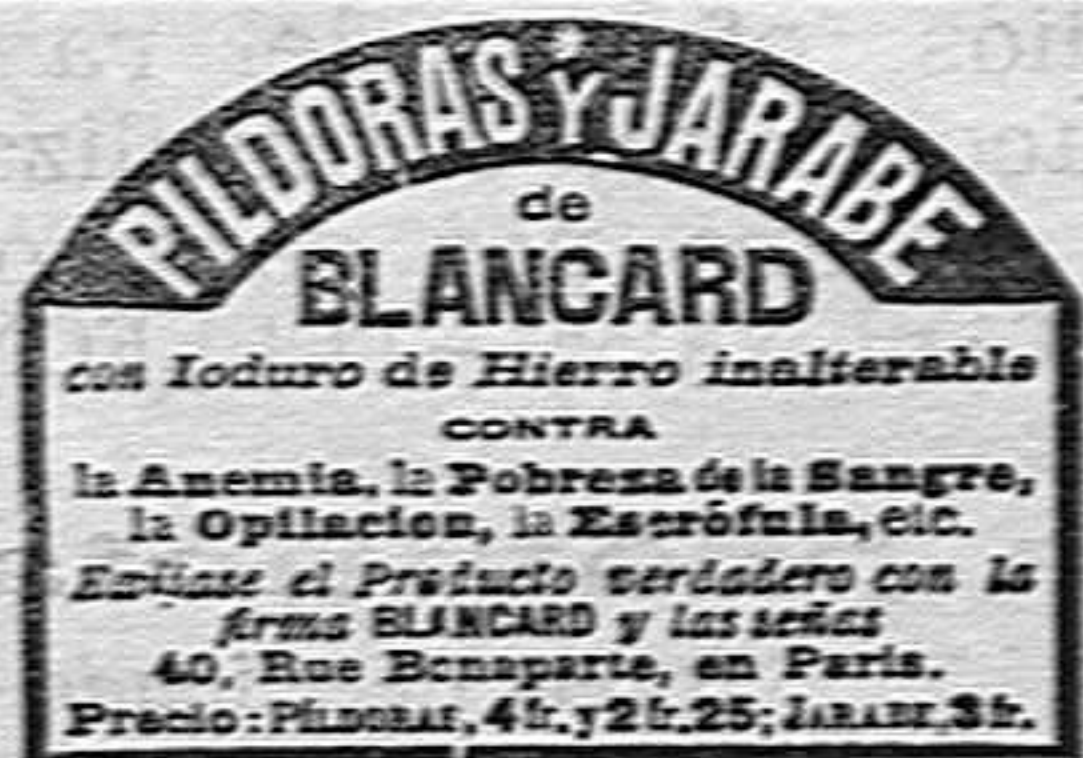 PILDORAS Y JARABE
de
BLANCARD
con Ioduro de Hierro inalterable
CONTRA
la Anemia, la Pobreza de la Sangre,
la Opilacion, la Escrófula, etc.
Exíjase el Producto verdadero con la
firma BLANCARD y las señas
40, Rue Bonaparte, en Paris.
Precio: PÍLDORAS, 4 fr. y 2 fr. 25; JARABE, 3 fr.